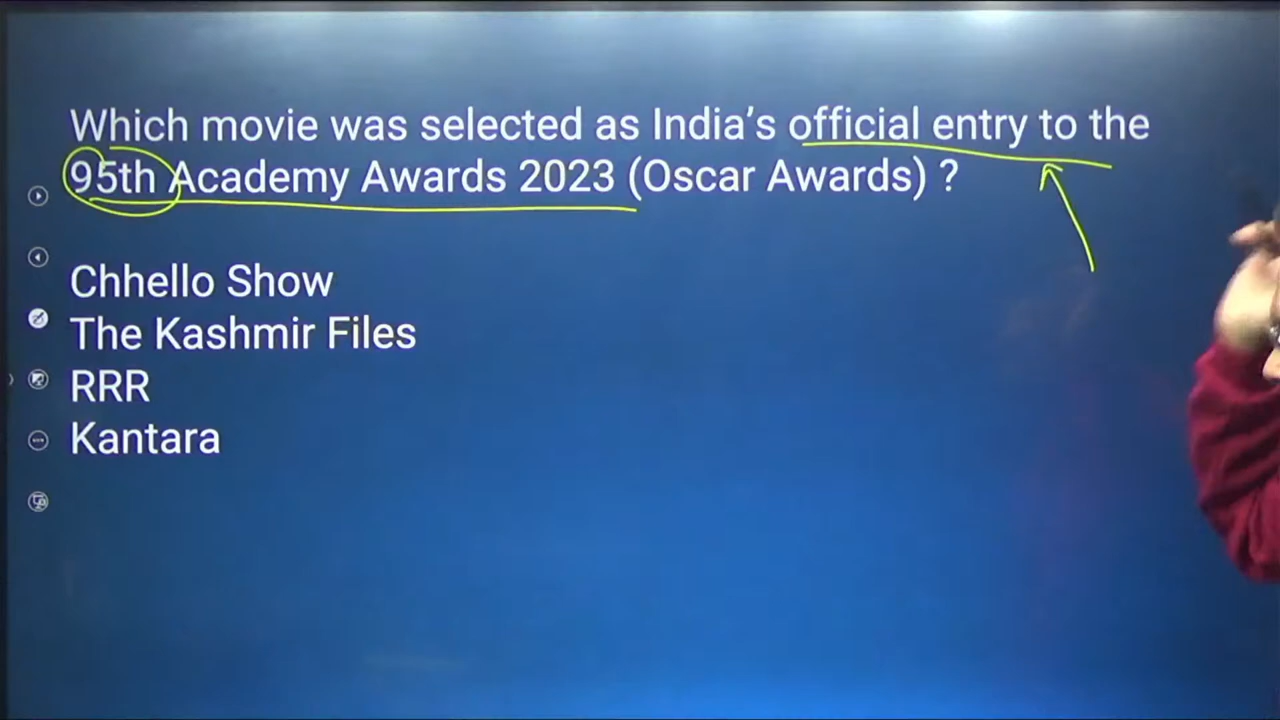 Which movie was selected as India's official entry to the
95th Academy Awards 2023 (Oscar Awards) ?
Chhello Show
The Kashmir Files
RRR
Kantara